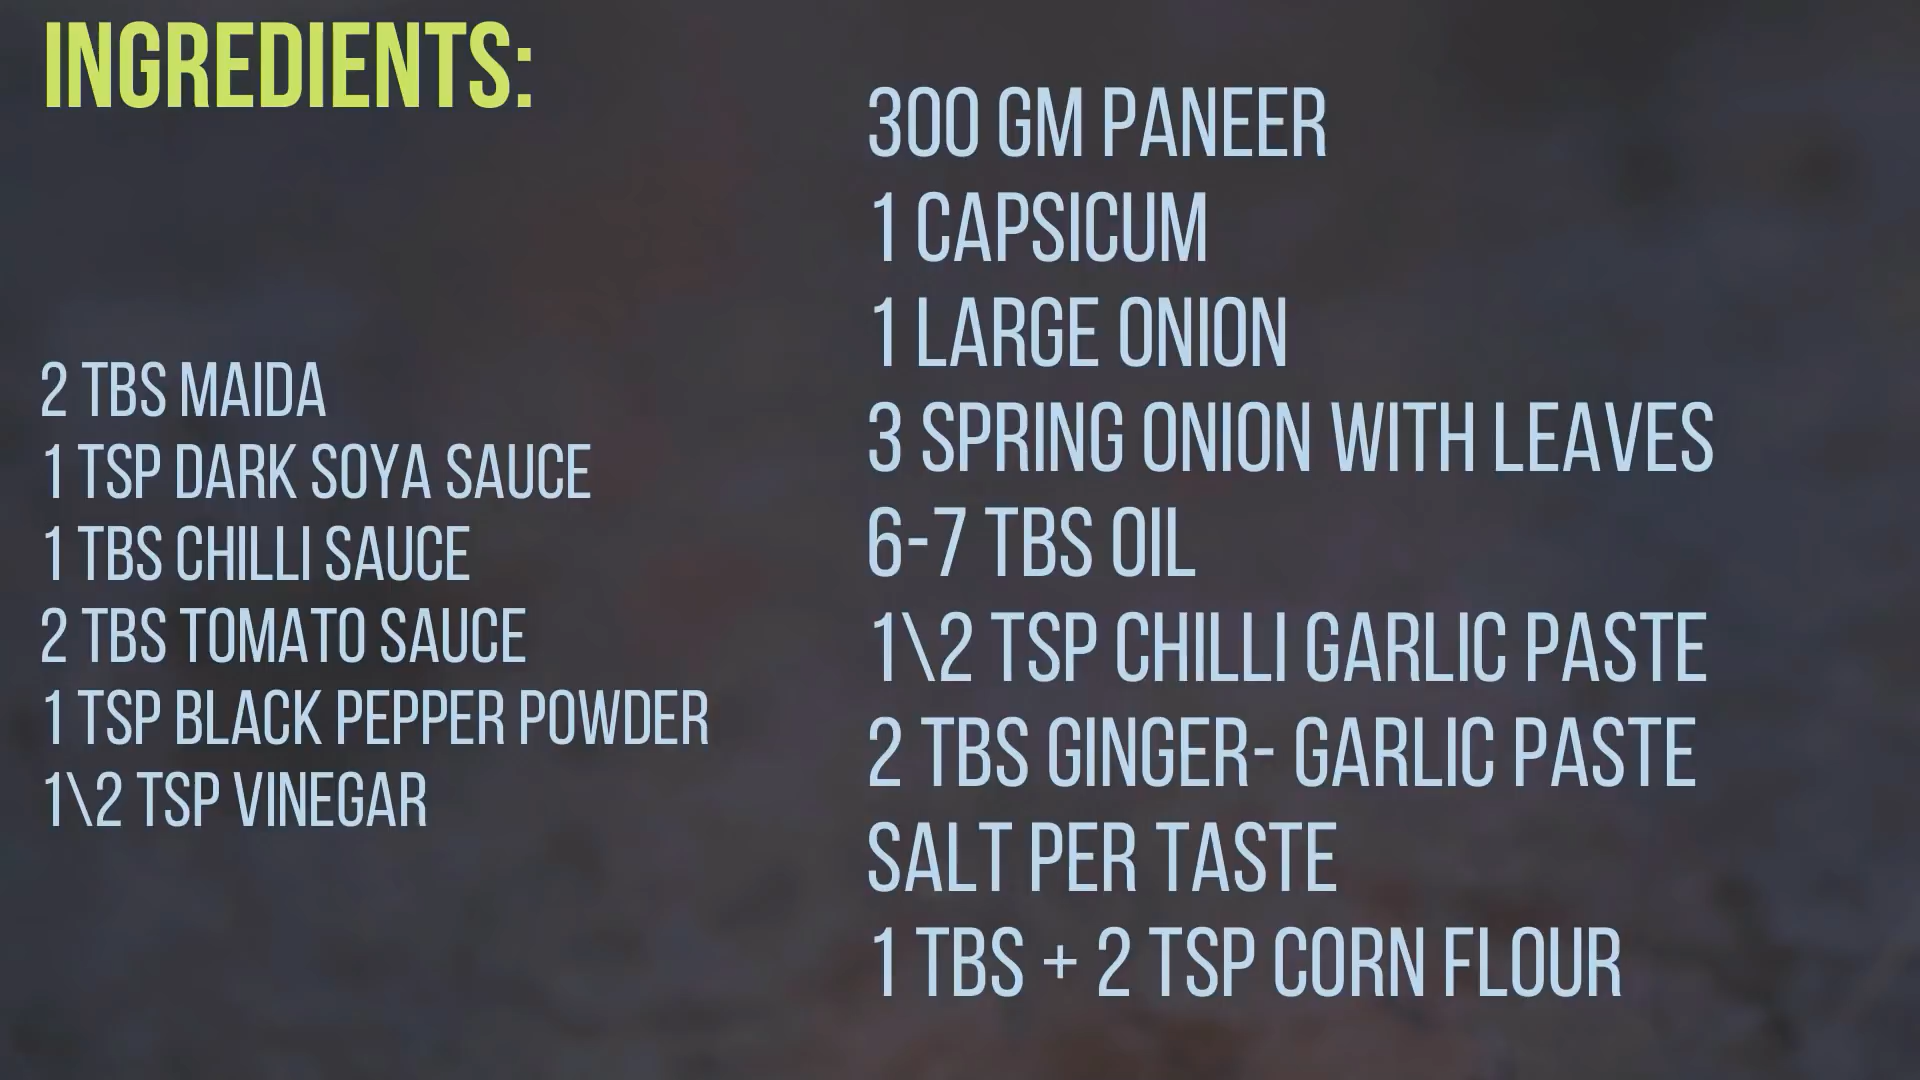 INGREDIENTS:
2 TBS MAIDA
1 TSP DARK SOYA SAUCE
1 TBS CHILLI SAUCE
2 TBS TOMATO SAUCE
1 TSP BLACK PEPPER POWDER
1\2 TSP VINEGAR
300 GM PANEER
1 CAPSICUM
1 LARGE ONION
3 SPRING ONION WITH LEAVES
6-7 TBS OIL
1\2 TSP CHILLI GARLIC PASTE
2 TBS GINGER- GARLIC PASTE
SALT PER TASTE
1 TBS + 2 TSP CORN FLOUR